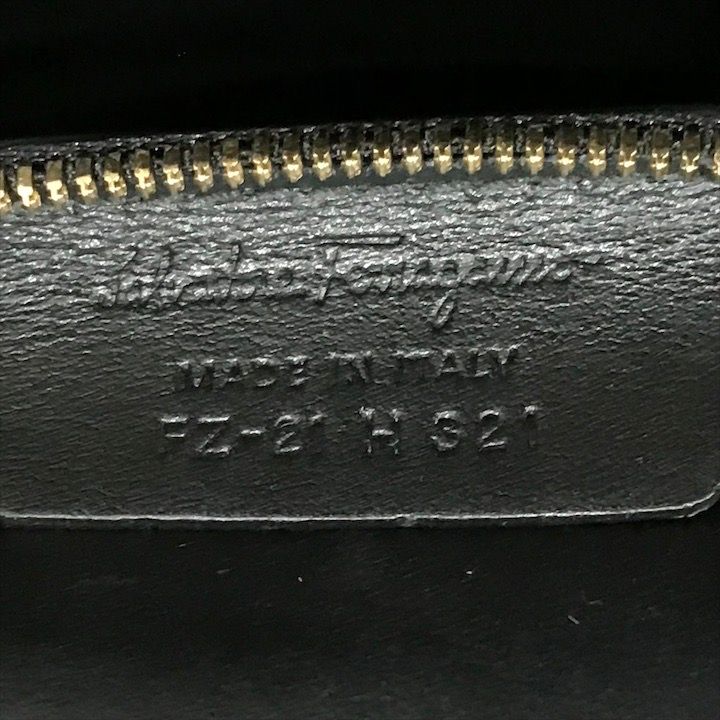 Salvatore Ferragamo
MADE IN ITALY
FZ-21 H 321